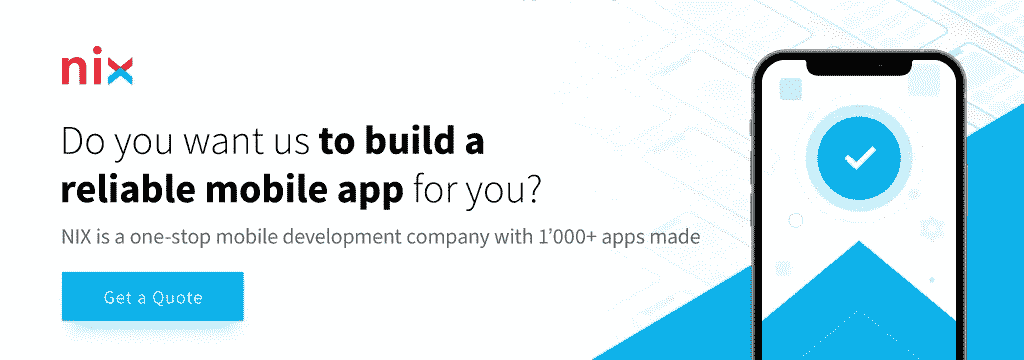 nix
Do you want us to build a
reliable mobile app for you?
NIX is a one-stop mobile development company with 1'000+ apps made
Get a Quote